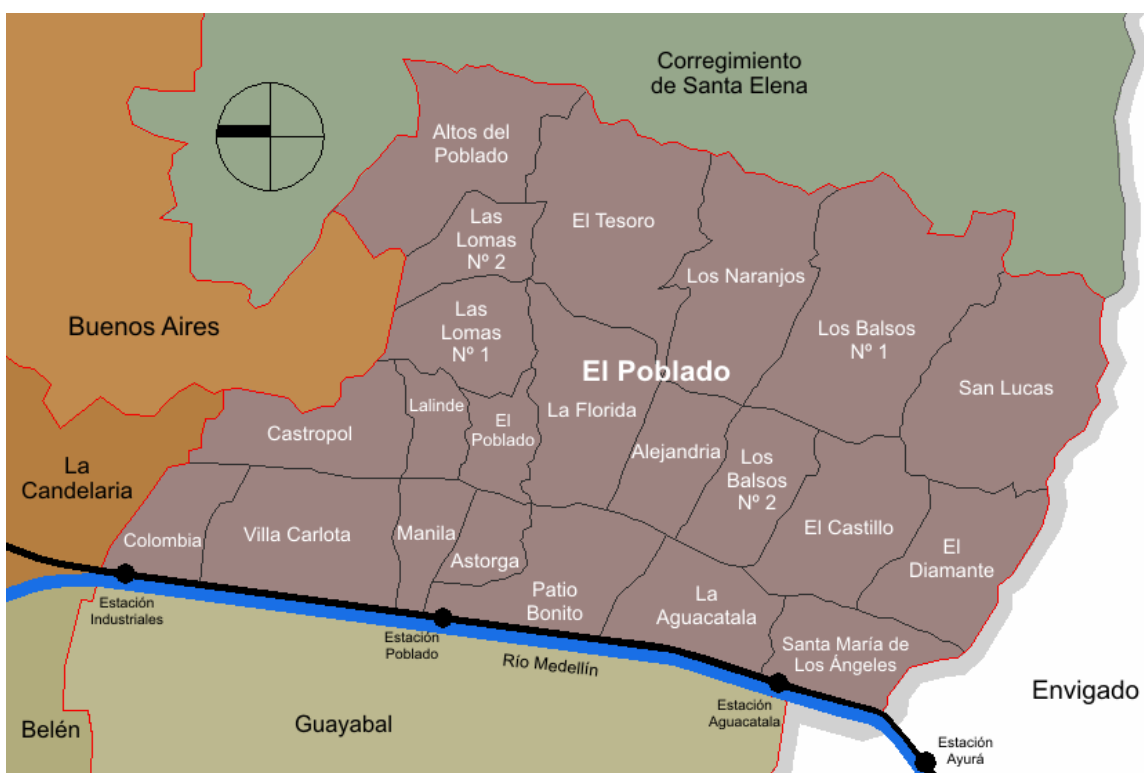 Corregimiento
de Santa Elena
Altos del
Poblado
Las
Lomas
Nº 2
El Tesoro
Los Naranjos
Buenos Aires
Las
Lomas
Nº 1
Los Balsos
Nº 1
El Poblado
San Lucas
Lalinde
La Florida
Castropol
El
Poblado
Alejandria
La
Candelaria
Los
Balsos
Nº 2
Colombia
Villa Carlota
Manila
Astorga
El Castillo
El
Diamante
Patio
Bonito
La
Aguacatala
Estación
Industriales
Estación
Poblado
Río Medellín
Santa María de
Los Ángeles
Envigado
Belén
Guayabal
Estación
Aguacatala
Estación
Ayurá